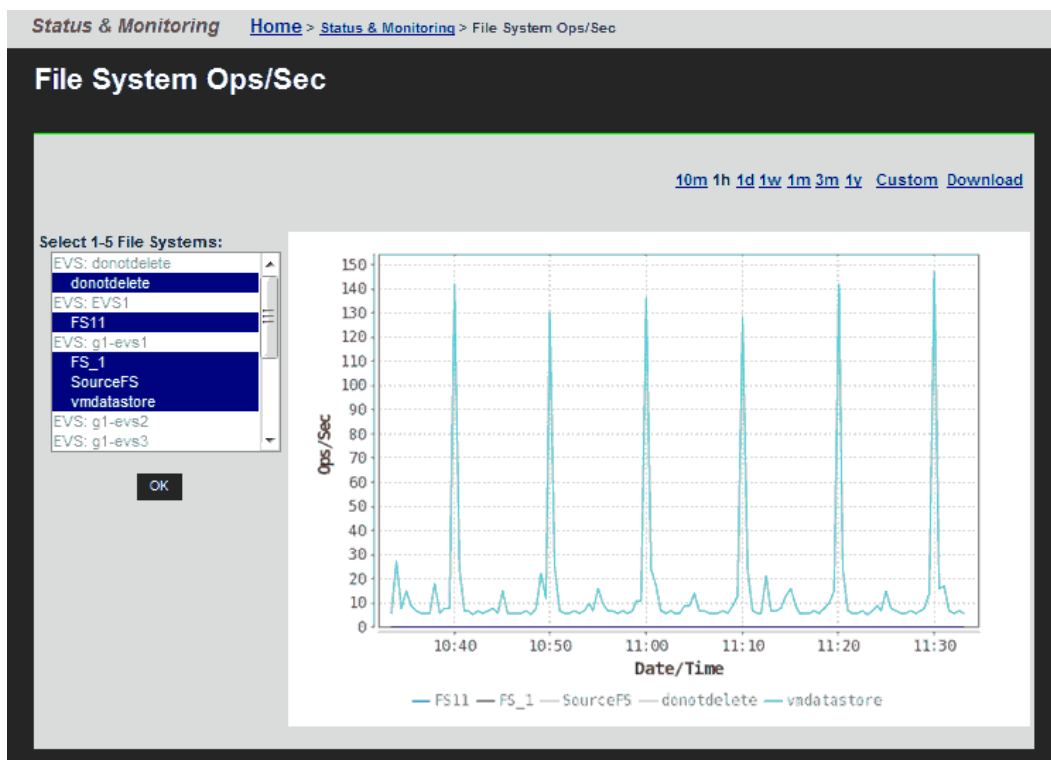 Status & Monitoring Home > Status & Monitoring > File System Ops/Sec
File System Ops/Sec
10m 1h 1d 1w 1m 3m 1y Custom Download
Select 1-5 File Systems:
EVS: donotdelete
donotdelete
EVS: EVS1
FS11
EVS: g1-evs1
FS_1
SourceFS
vmdatastore
EVS: g1-evs2
EVS: g1-evs3
OK
150
140
130
120
110
100
90
80
70
60
50
40
30
20
10
0
Ops/Sec
10:40 10:50 11:00 11:10 11:20 11:30
Date/Time
FS11 FS_1 SourceFS donotdelete vmdatastore